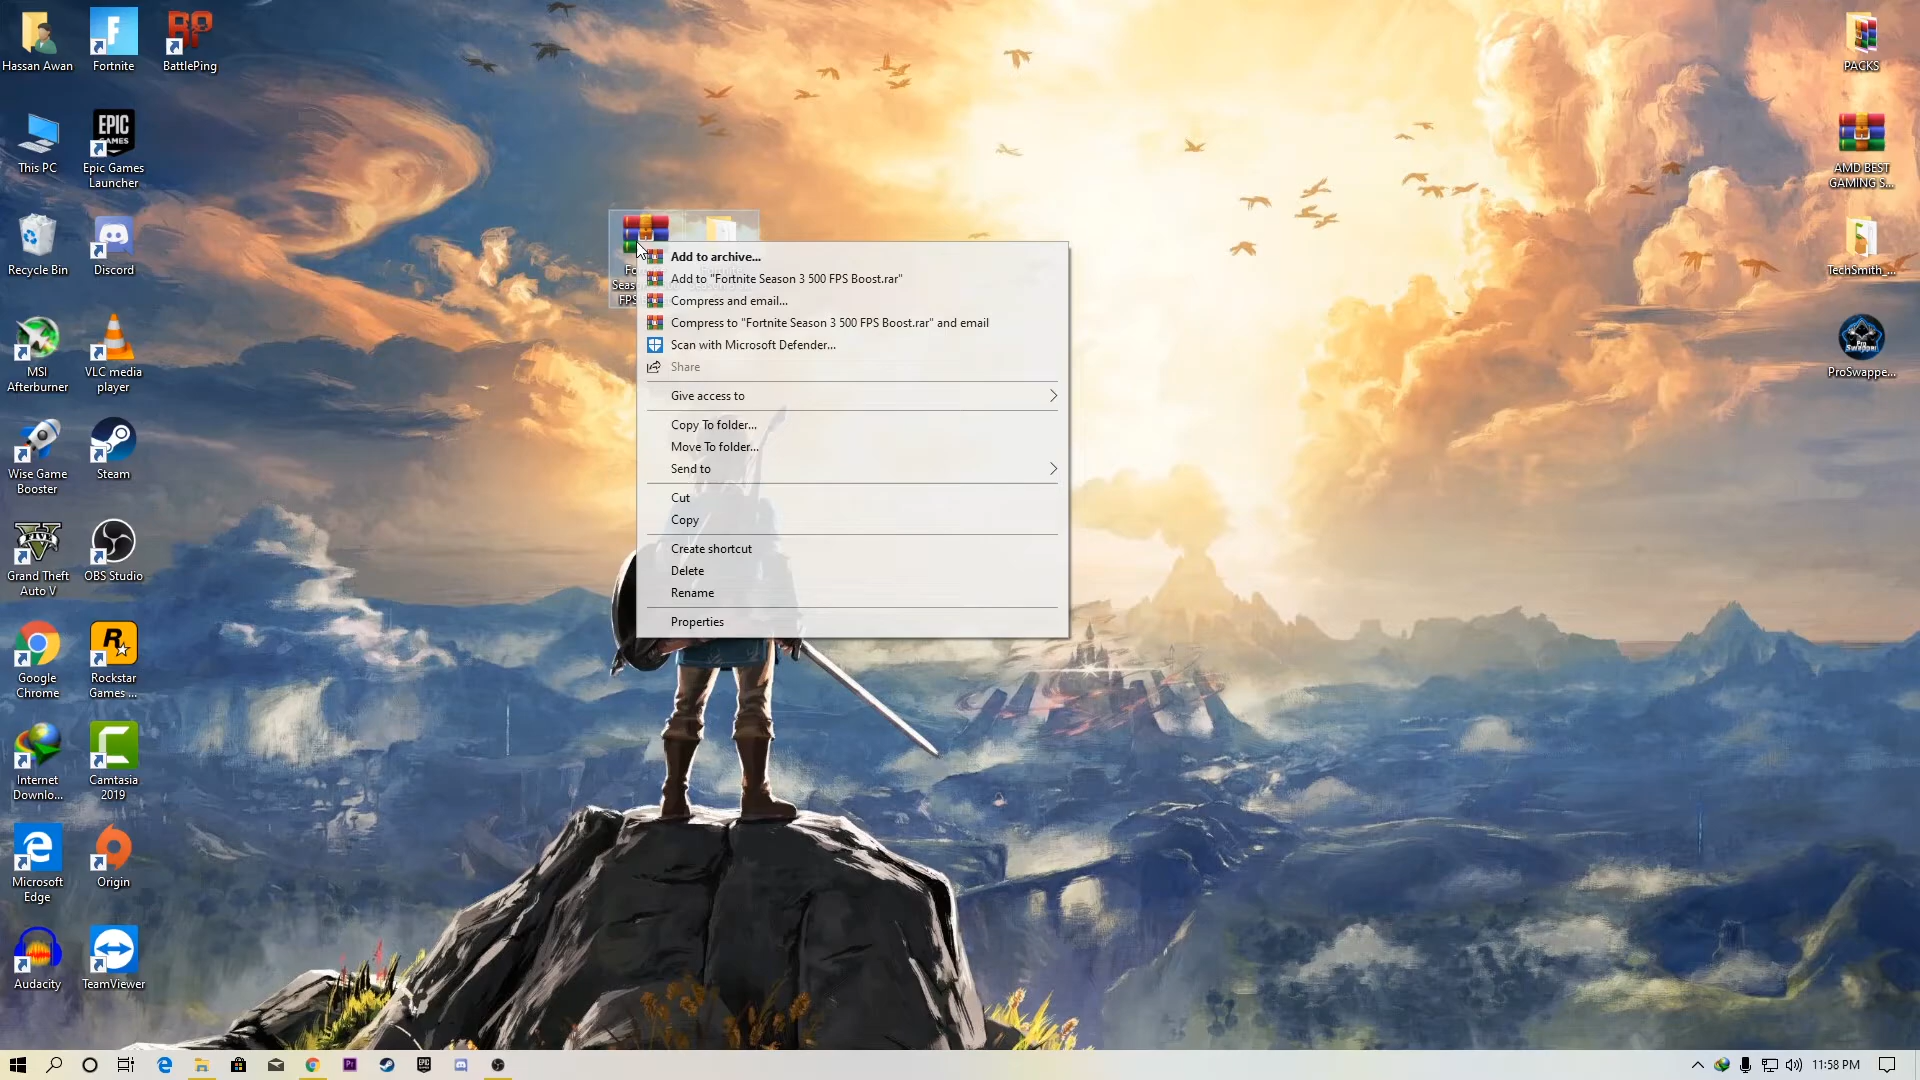 Hassan Awan
Fortnite
BattlePing
This PC
EPIC
GAMES
Epic Games
Launcher
Recycle Bin
Discord
MSI
Afterburner
VLC media
player
Wise Game
Booster
Steam
Grand Theft
Auto V
OBS Studio
Google
Chrome
Rockstar
Games ...
Internet
Downlo...
Camtasia
2019
Microsoft
Edge
Origin
Audacity
TeamViewer
Add to archive...
Add to "Fortnite Season 3 500 FPS Boost.rar"
Compress and email...
Compress to "Fortnite Season 3 500 FPS Boost.rar" and email
Scan with Microsoft Defender...
Share
Give access to
Copy To folder...
Move To folder...
Send to
Cut
Copy
Create shortcut
Delete
Rename
Properties
PACKS
AMD BEST
GAMING S...
TechSmith_...
Pro
Swapper
ProSwappe...
11:58 PM